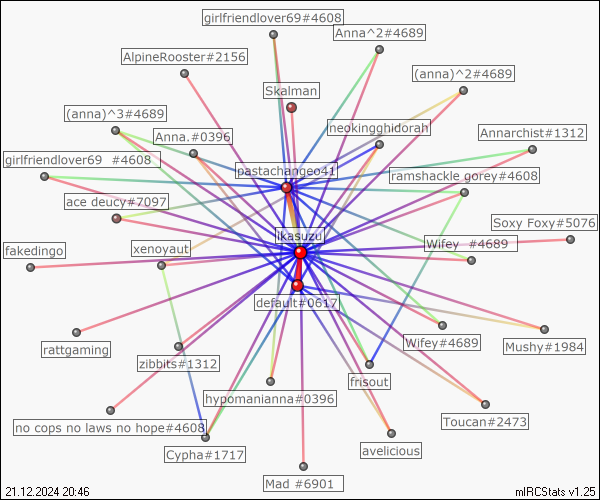 girlfriendlover69#4608
Anna^2#4689
AlpineRooster#2156
(anna)^2#4689
Skalman
(anna)^3#4689
neokingghidorah
Anna.#0396
Annarchist#1312
girlfriendlover69  #4608
pastachangeo41
ramshackle gorey#4608
ace deucy#7097
Soxy Foxy#5076
ikasuzu
fakedingo
xenoyaut
Wifey  #4689
default#0617
rattgaming
zibbits#1312
Wifey#4689
Mushy#1984
frisout
hypomanianna#0396
Toucan#2473
no cops no laws no hope#4608
Cypha#1717
avelicious
Mad #6901
21.12.2024 20:46
mIRCStats v1.25